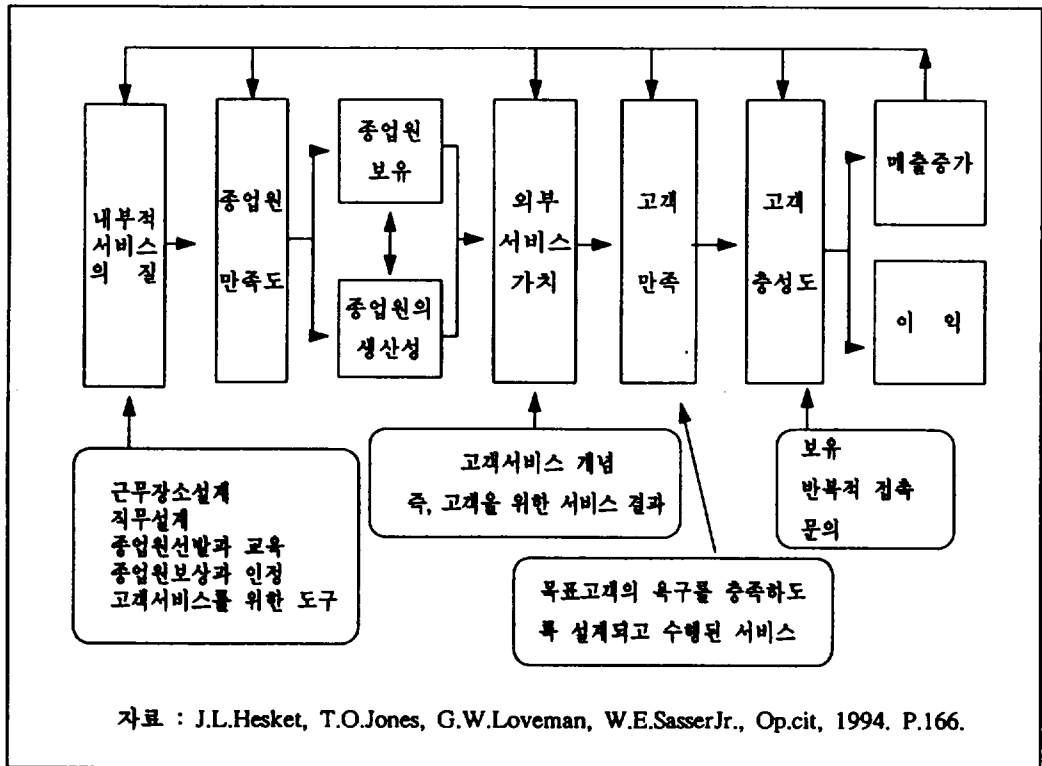 내부적
서비스
의 질
종업원
만족도
종업원
보유
종업원의
생산성
외부
서비스
가치
고객
만족
고객
충성도
매출증가
이 익
근무장소설계
직무설계
종업원선발과 교육
종업원보상과 인정
고객서비스를 위한 도구
고객서비스 개념
즉, 고객을 위한 서비스 결과
목표고객의 욕구를 충족하도
록 설계되고 수행된 서비스
보유
반복적 접촉
문의
자료 : J.L.Hesket, T.O.Jones, G.W.Loveman, W.E.SasserJr., Op.cit, 1994. P.166.